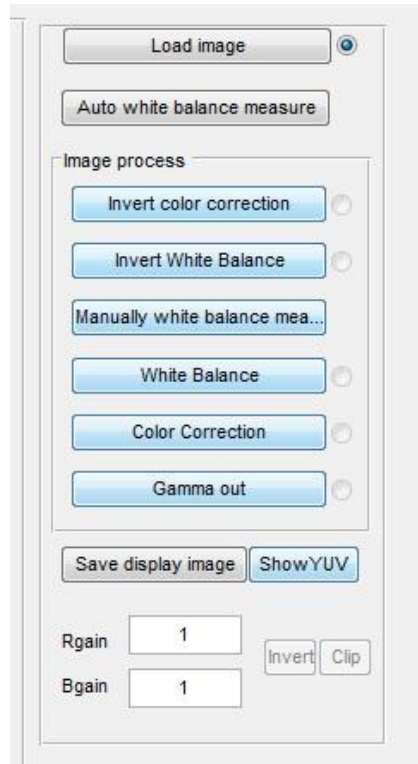 Load image
Auto white balance measure
Image process
Invert color correction
Invert White Balance
Manually white balance mea...
White Balance
Color Correction
Gamma out
Save display image ShowYUV
Rgain 1
Invert Clip
Bgain 1